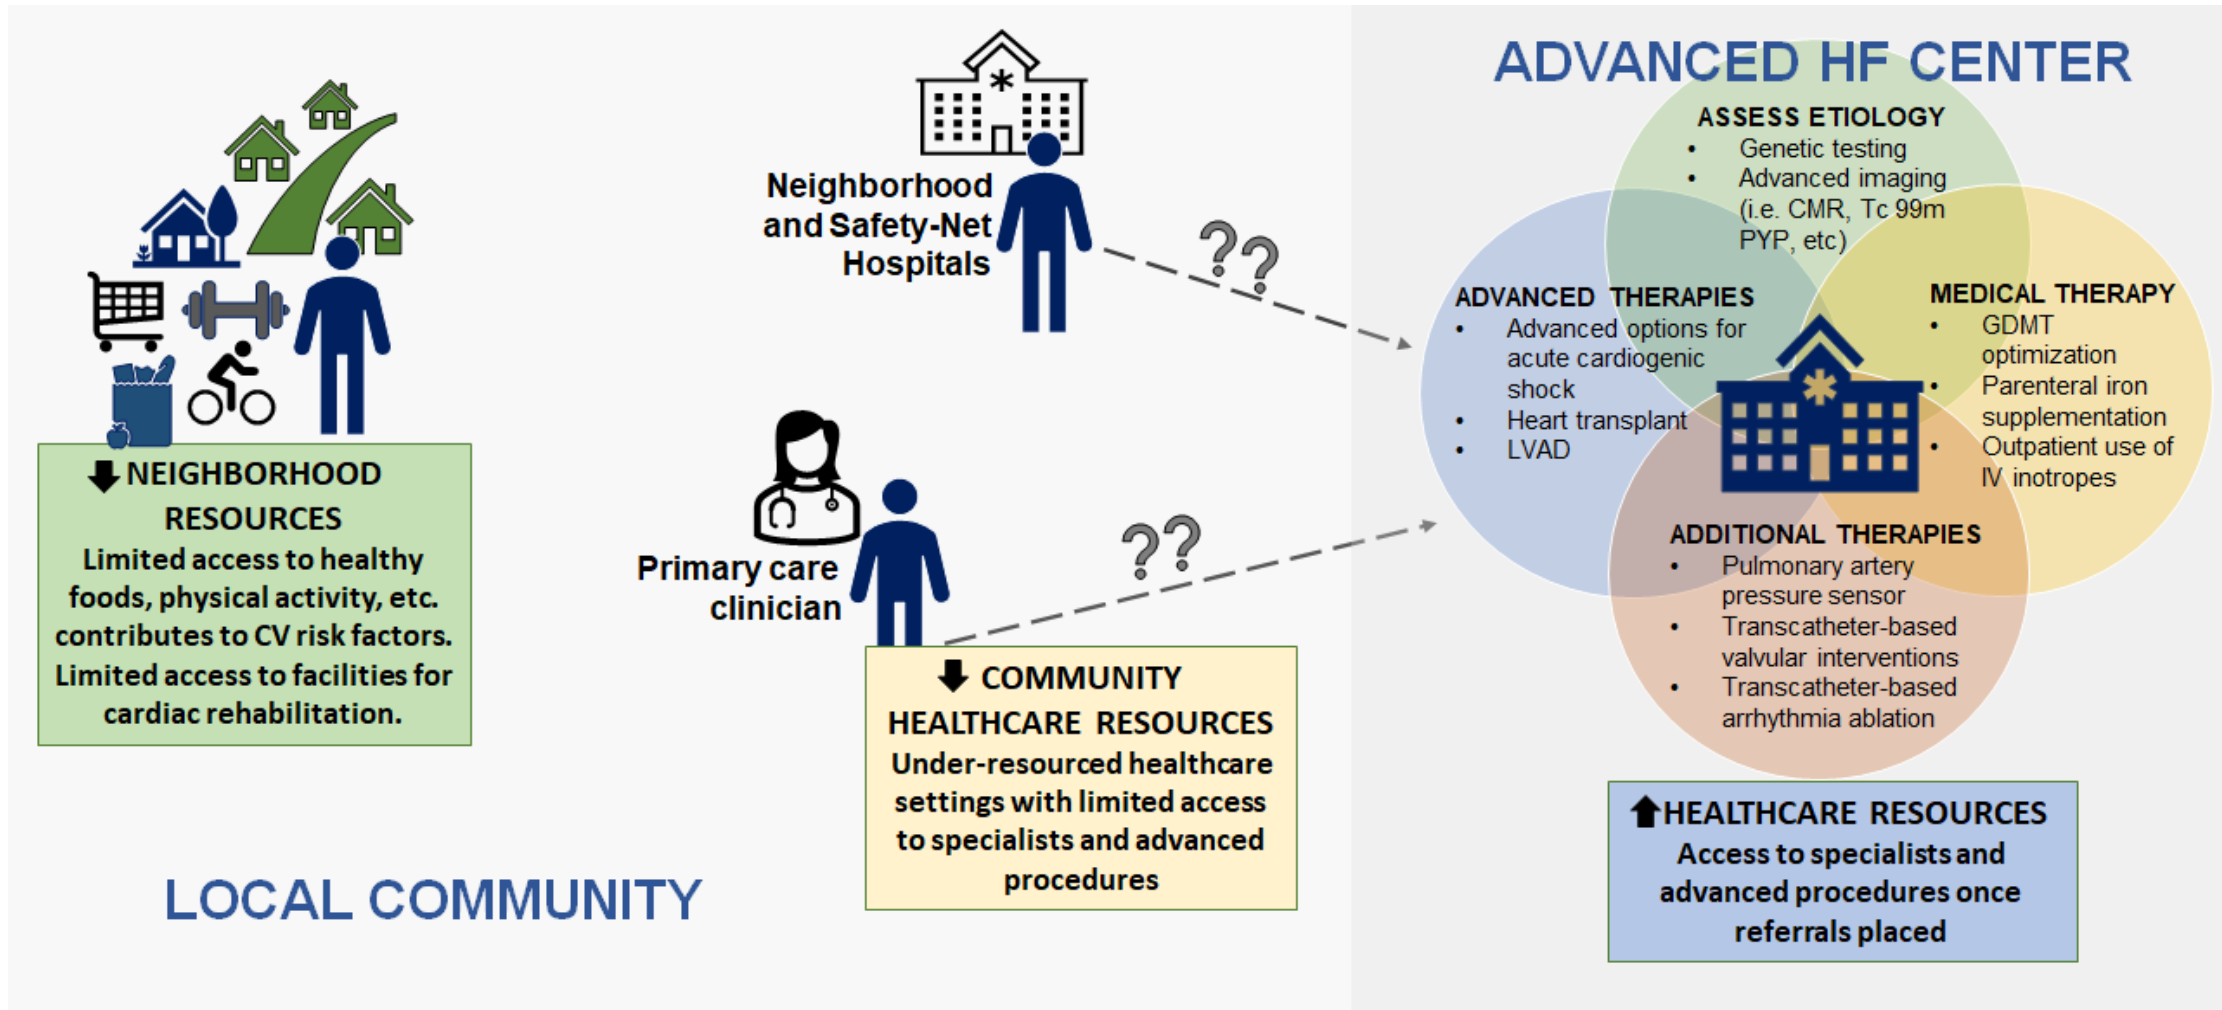 NEIGHBORHOOD
RESOURCES
Limited access to healthy
foods, physical activity, etc.
contributes to CV risk factors.
Limited access to facilities for
cardiac rehabilitation.
LOCAL COMMUNITY
Neighborhood
and Safety-Net
Hospitals
??
Primary care
clinician
??
COMMUNITY
HEALTHCARE RESOURCES
Under-resourced healthcare
settings with limited access
to specialists and advanced
procedures
ADVANCED HF CENTER
ASSESS ETIOLOGY
• Genetic testing
• Advanced imaging
(i.e. CMR, Tc 99m
PYP, etc)
ADVANCED THERAPIES
• Advanced options for
acute cardiogenic
shock
• Heart transplant
• LVAD
MEDICAL THERAPY
• GDMT
optimization
• Parenteral iron
supplementation
• Outpatient use of
IV inotropes
ADDITIONAL THERAPIES
• Pulmonary artery
pressure sensor
• Transcatheter-based
valvular interventions
• Transcatheter-based
arrhythmia ablation
HEALTHCARE RESOURCES
Access to specialists and
advanced procedures once
referrals placed